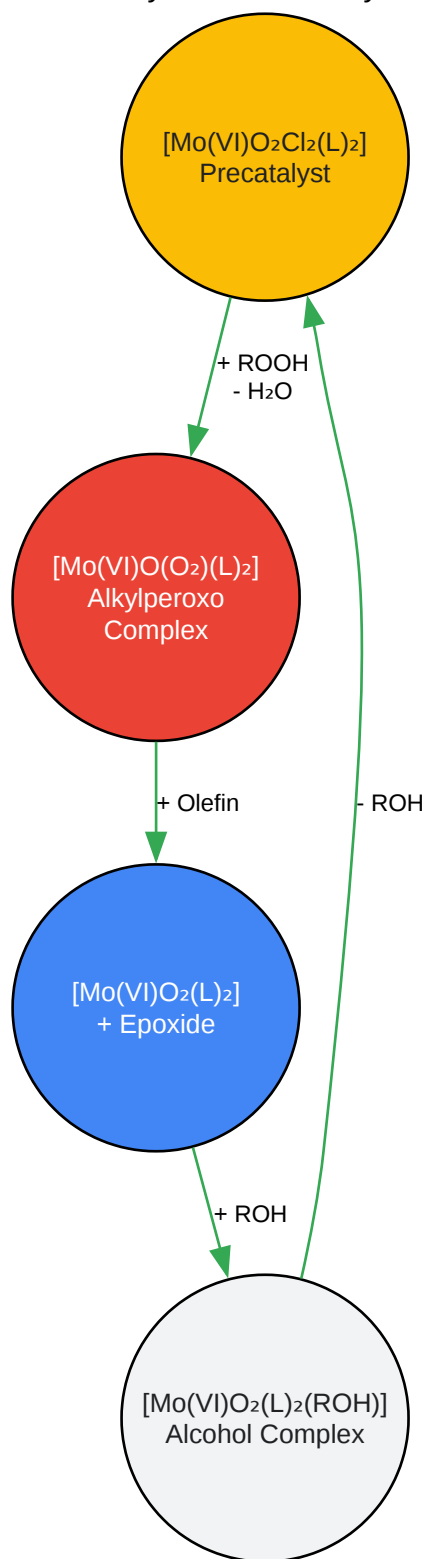 [Mo(VI)O₂Cl₂(L)₂]
Precatalyst
+ ROOH
- H₂O
[Mo(VI)O(O₂)(L)₂]
Alkylperoxo
Complex
+ Olefin
- ROH
[Mo(VI)O₂(L)₂]
+ Epoxide
+ ROH
[Mo(VI)O₂(L)₂(ROH)]
Alcohol Complex